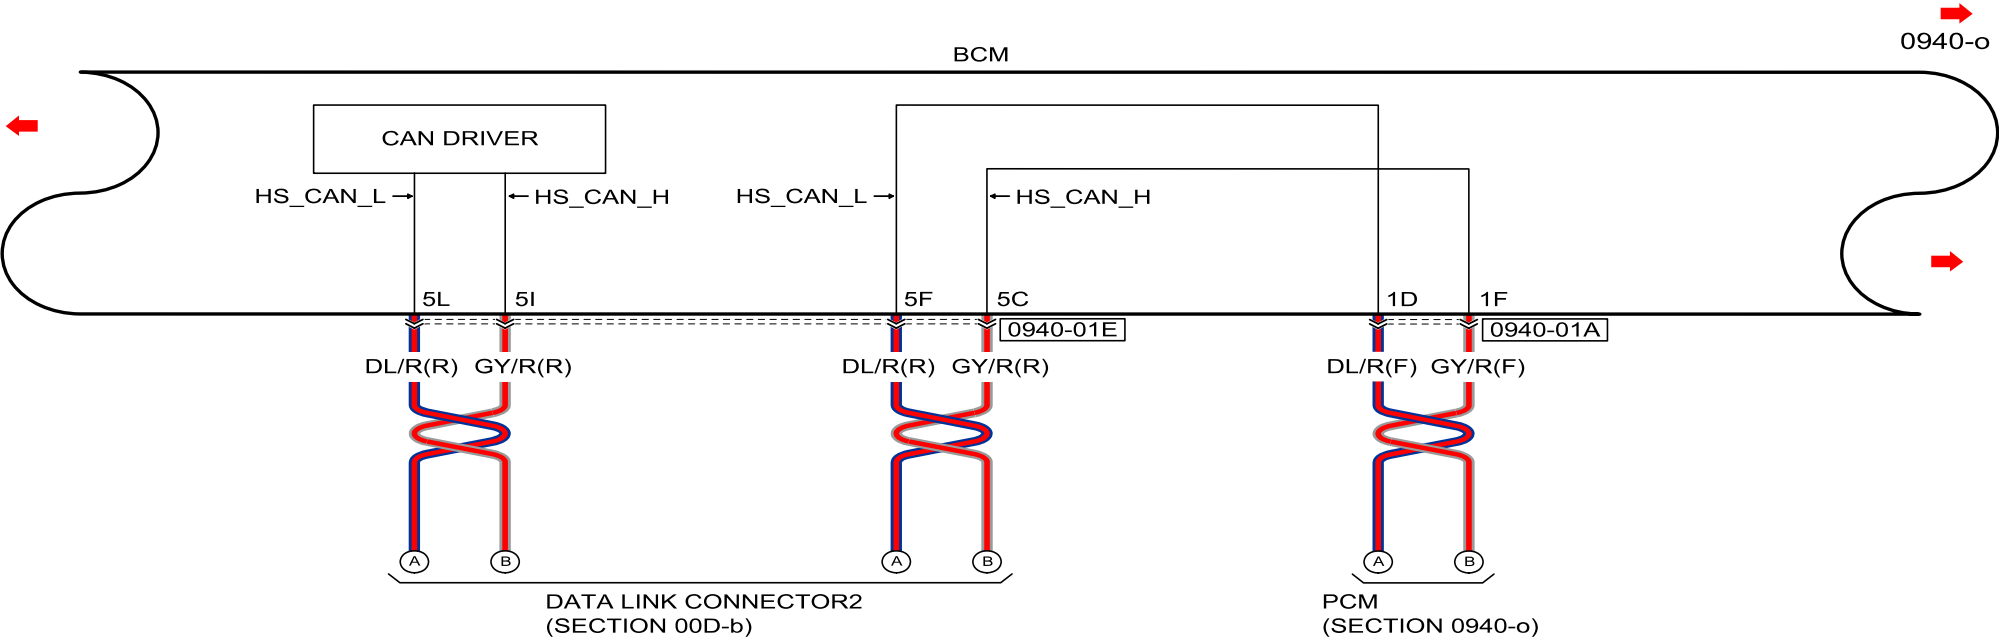 0940-o
BCM
CAN DRIVER
HS_CAN_L HS_CAN_H HS_CAN_L HS_CAN_H
5L 5I 5F 5C 1D 1F
0940-01E 0940-01A
DL/R(R) GY/R(R) DL/R(R) GY/R(R) DL/R(F) GY/R(F)
A B A B A B
DATA LINK CONNECTOR2
(SECTION 00D-b)
PCM
(SECTION 0940-o)